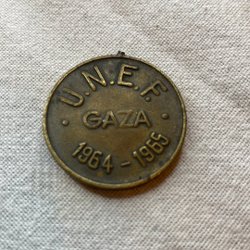 U.N.E.F.
· GAZA ·
1964 - 1965